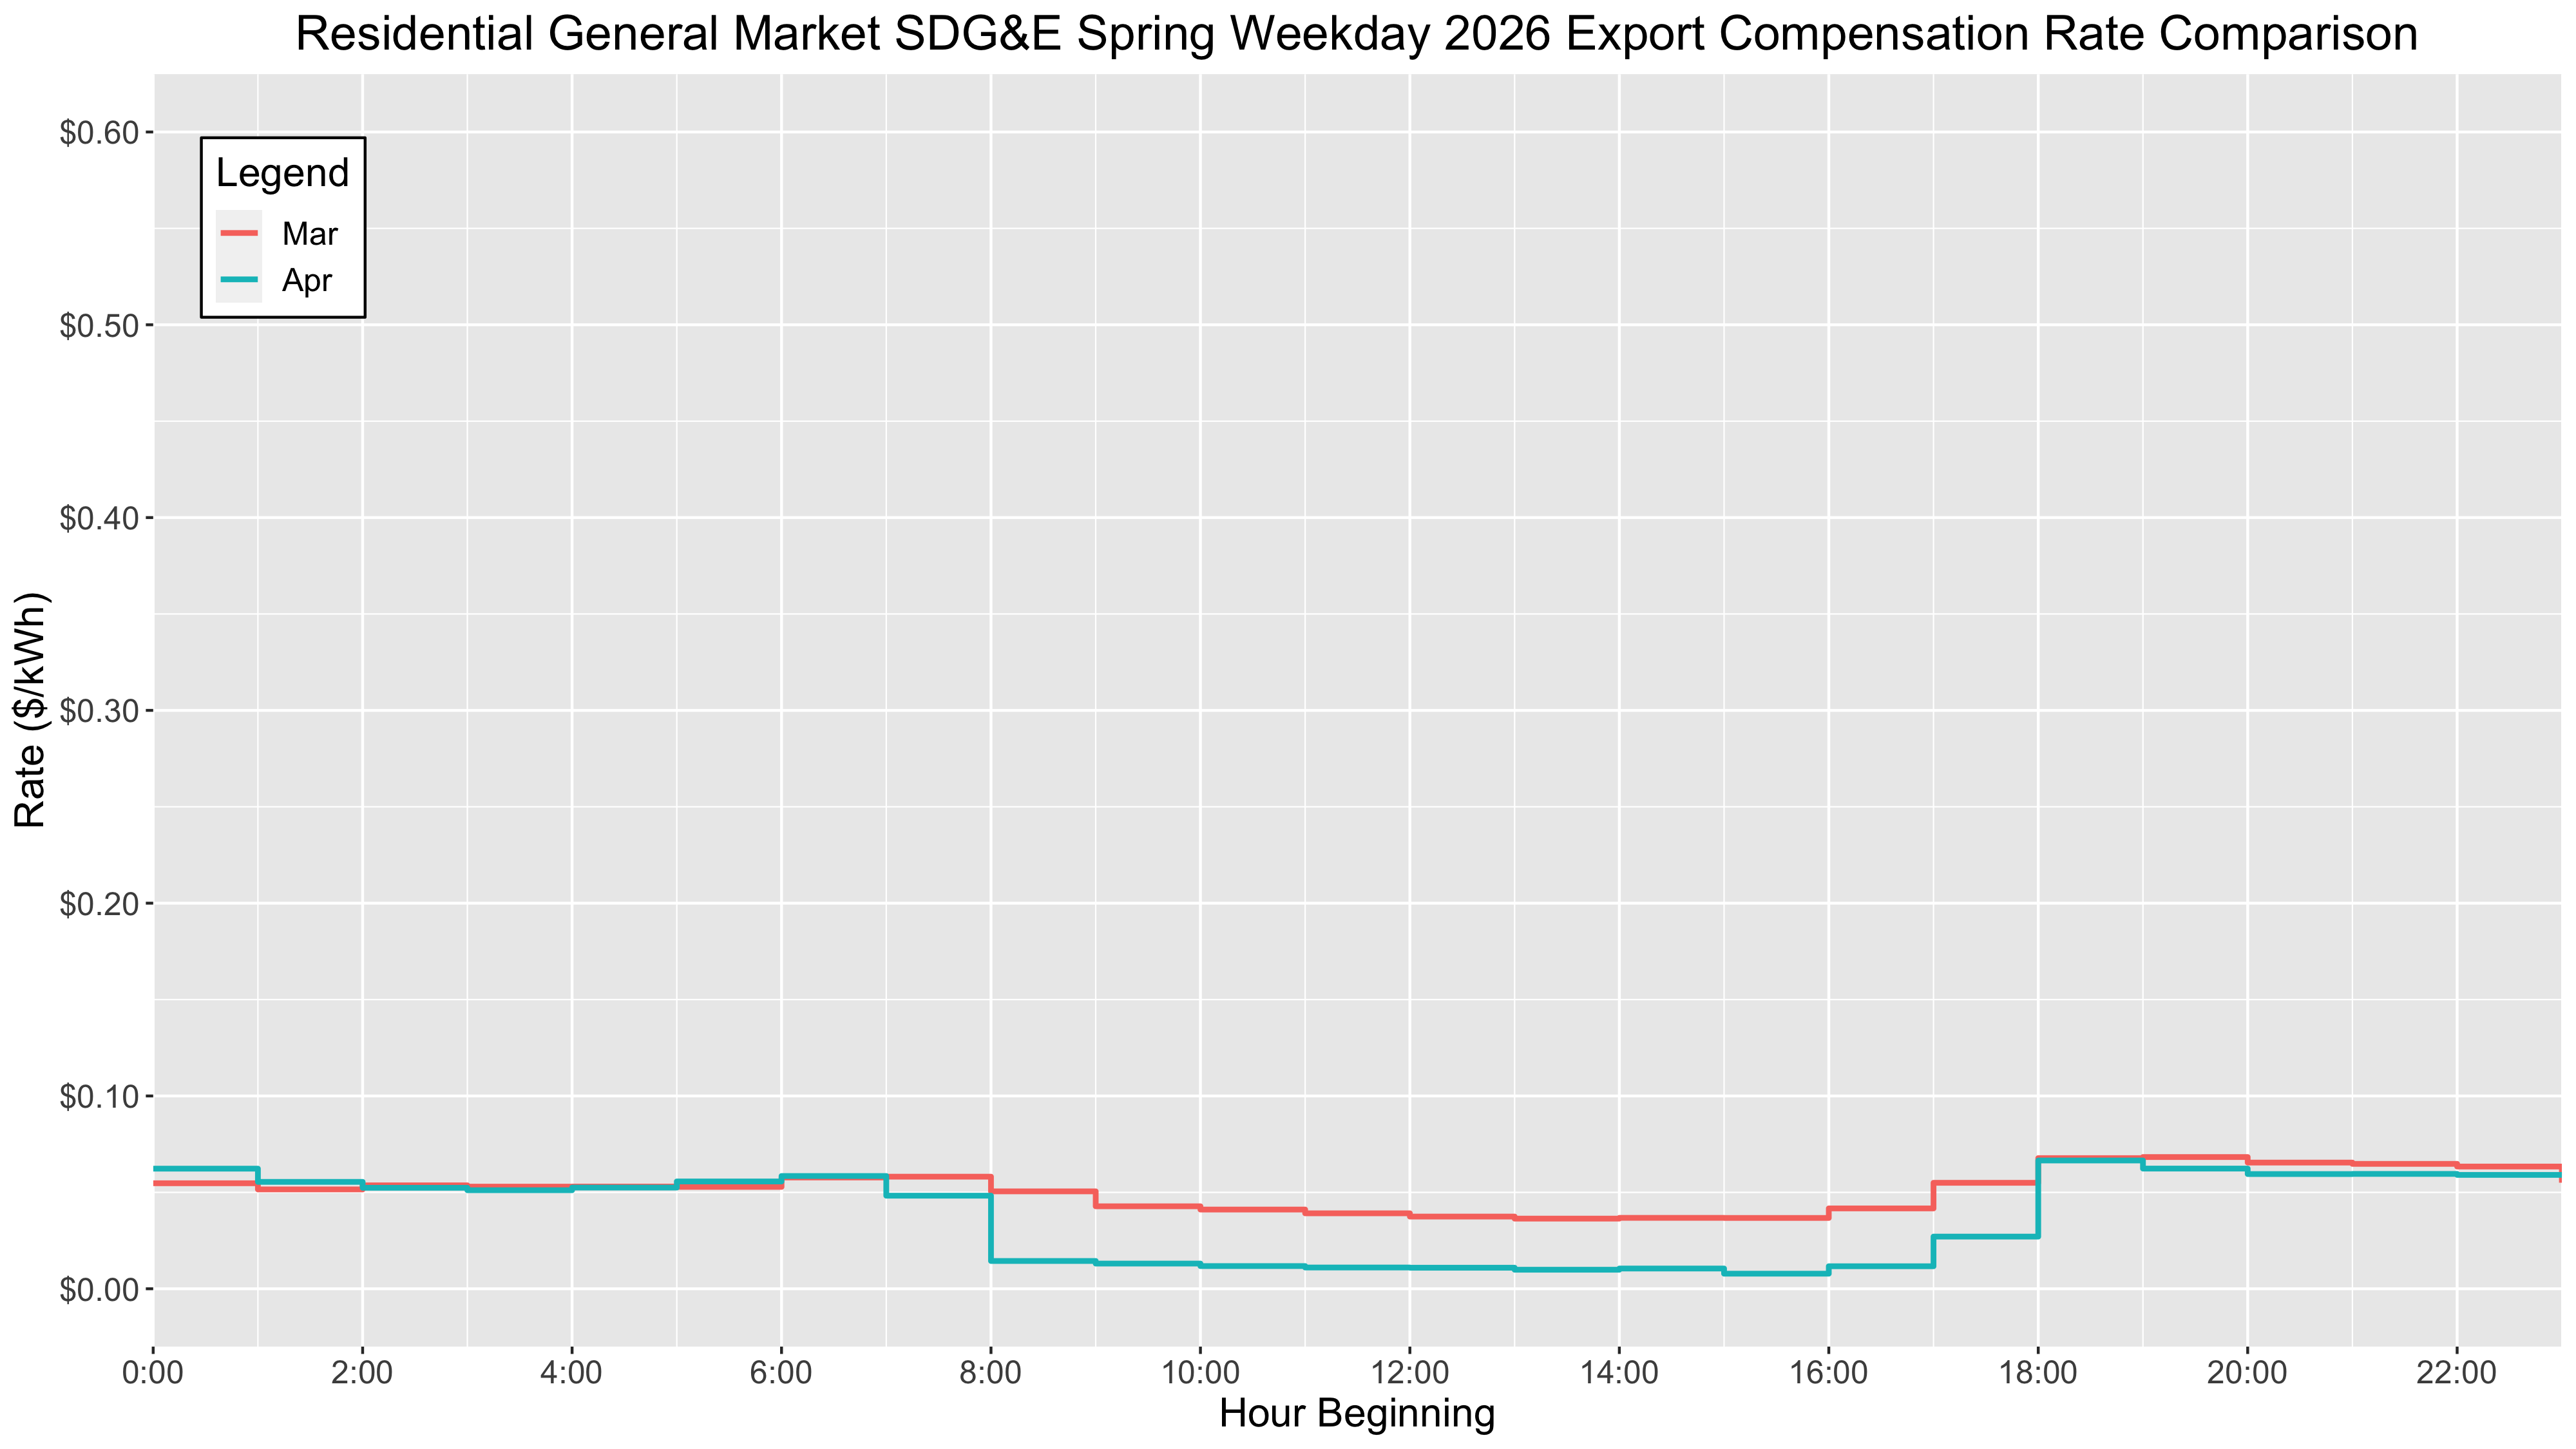 Residential General Market SDG&E Spring Weekday 2026 Export Compensation Rate Comparison
$0.60
Legend
Mar
Apr
$0.50
$0.40
$0.30
$0.20
$0.10
$0.00
Rate ($/kWh)
0:00 2:00 4:00 6:00 8:00 10:00 12:00 14:00 16:00 18:00 20:00 22:00
Hour Beginning